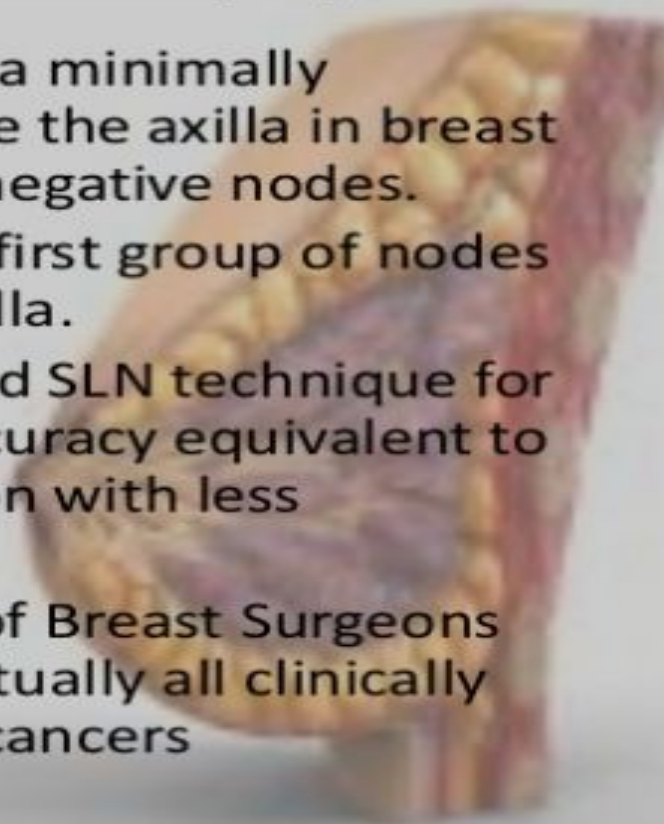 a minimally
e the axilla in breast
negative nodes.
first group of nodes
lla.
d SLN technique for
curacy equivalent to
n with less
of Breast Surgeons
tually all clinically
cancers